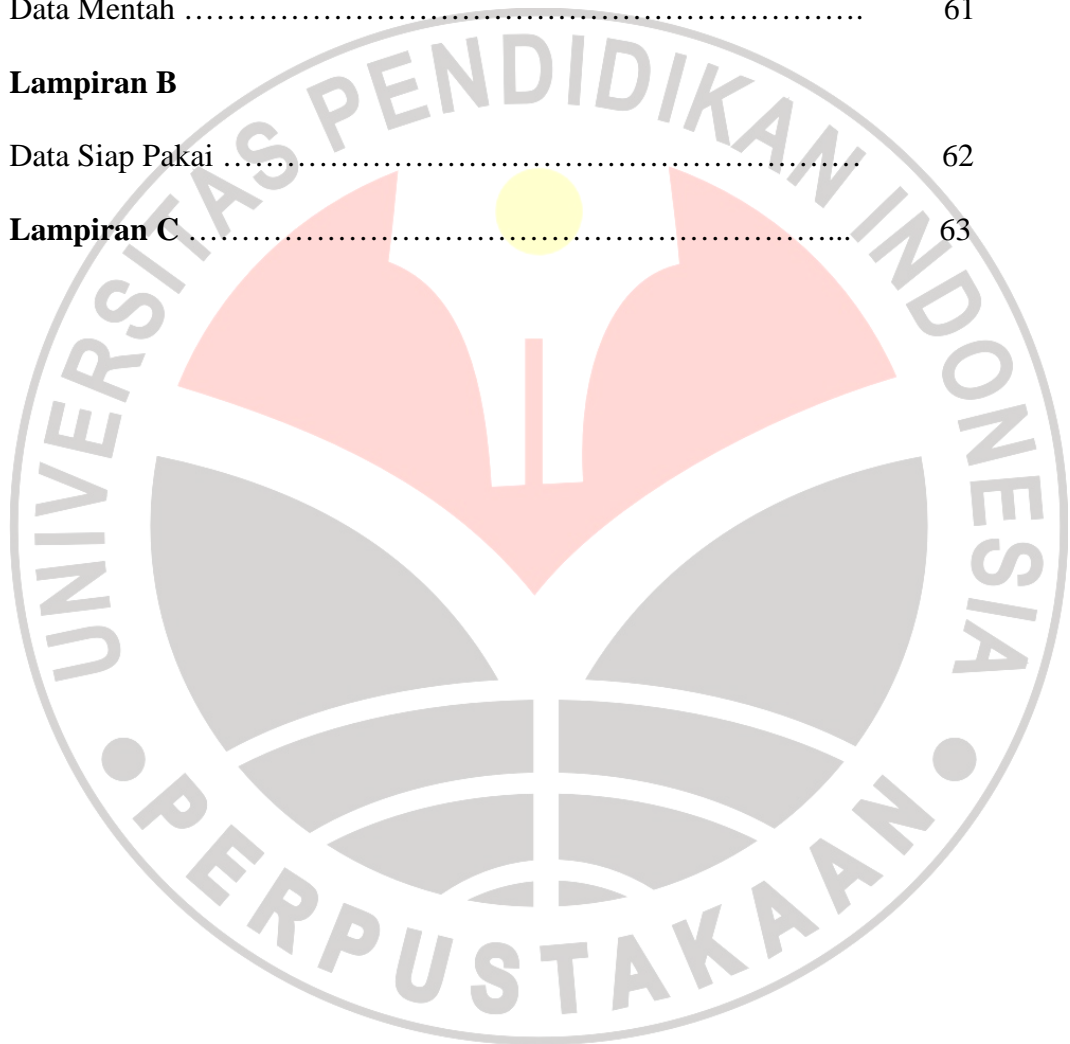 Data Mentah ………………………………………………………. 61
Lampiran B
Data Siap Pakai …………………………………………………… 62
Lampiran C …………………………………………………….... 63
UNIVERSITAS PENDIDIKAN INDONESIA
PERPUSTAKAAN